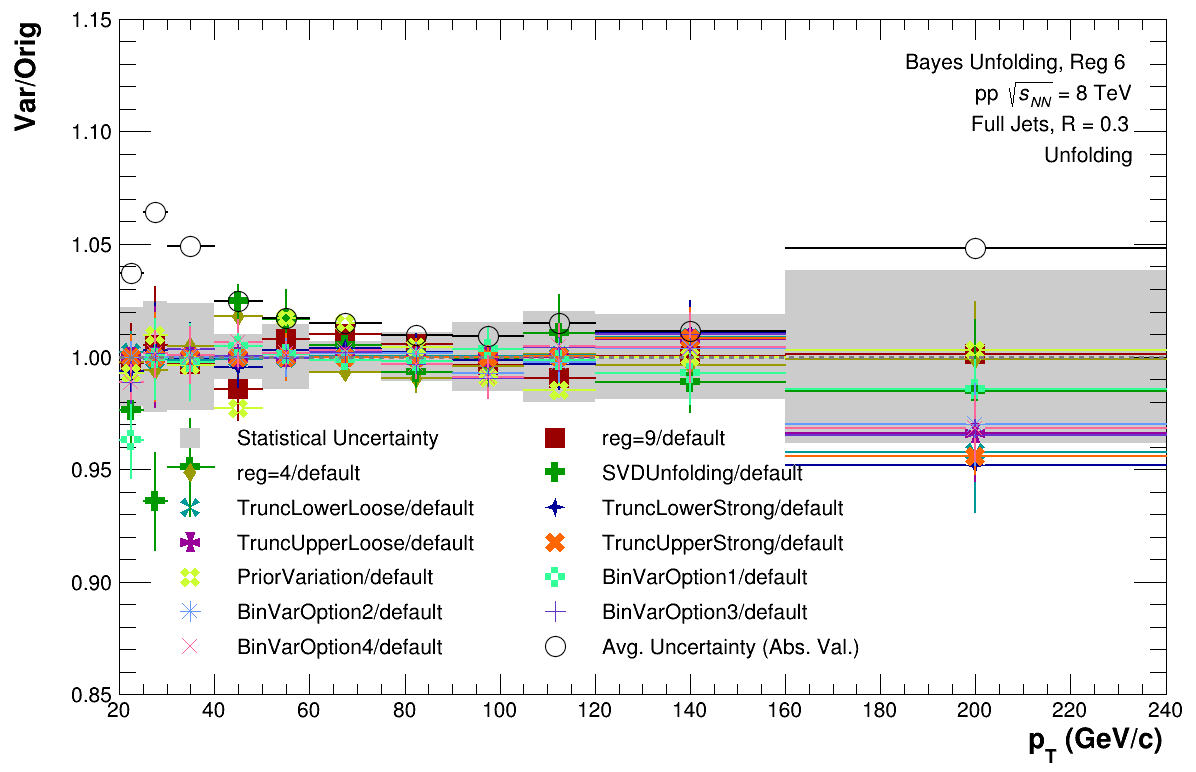 Var/Orig
1.15
1.10
1.05
1.00
0.95
0.90
0.85
Bayes Unfolding, Reg 6
pp √s_NN = 8 TeV
Full Jets, R = 0.3
Unfolding
Statistical Uncertainty
reg=9/default
reg=4/default
SVDUnfolding/default
TruncLowerLoose/default
TruncLowerStrong/default
TruncUpperLoose/default
TruncUpperStrong/default
PriorVariation/default
BinVarOption1/default
BinVarOption2/default
BinVarOption3/default
BinVarOption4/default
Avg. Uncertainty (Abs. Val.)
20 40 60 80 100 120 140 160 180 200 220 240
p_T (GeV/c)